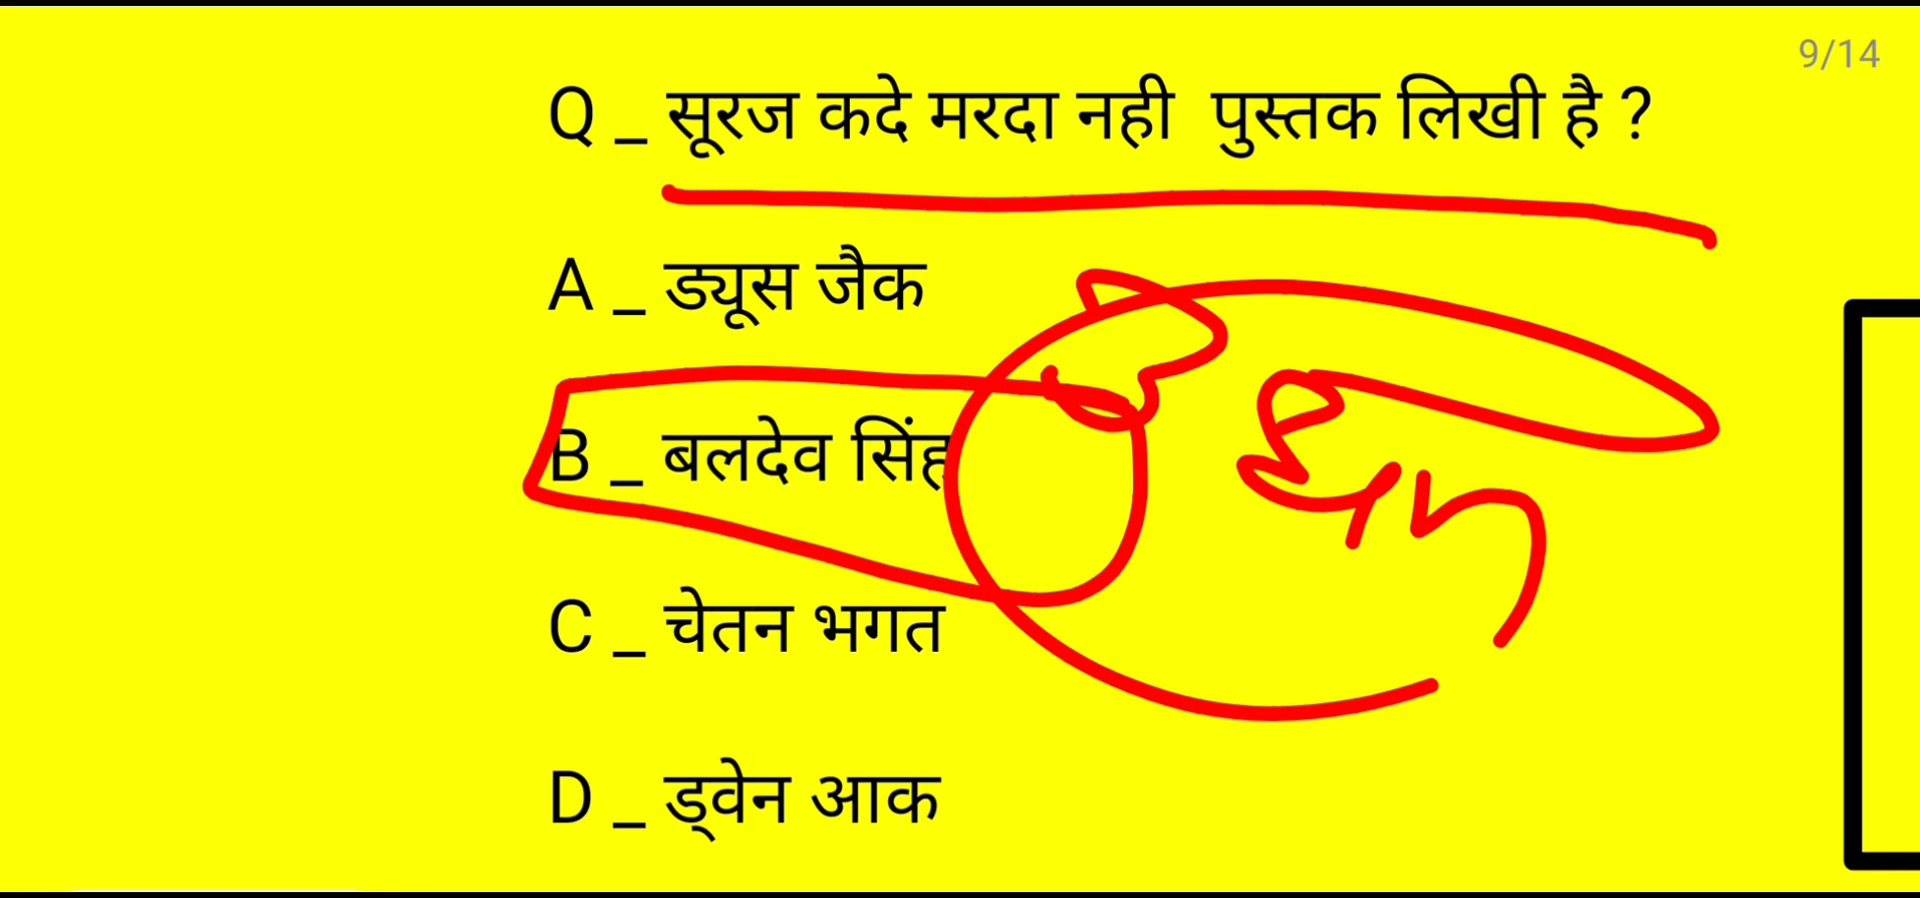 9/14
Q _ सूरज कदे मरदा नही पुस्तक लिखी है ?
A _ ड्यूस जैक
B _ बलदेव सिंह
C _ चेतन भगत
D _ ड्वेन आक